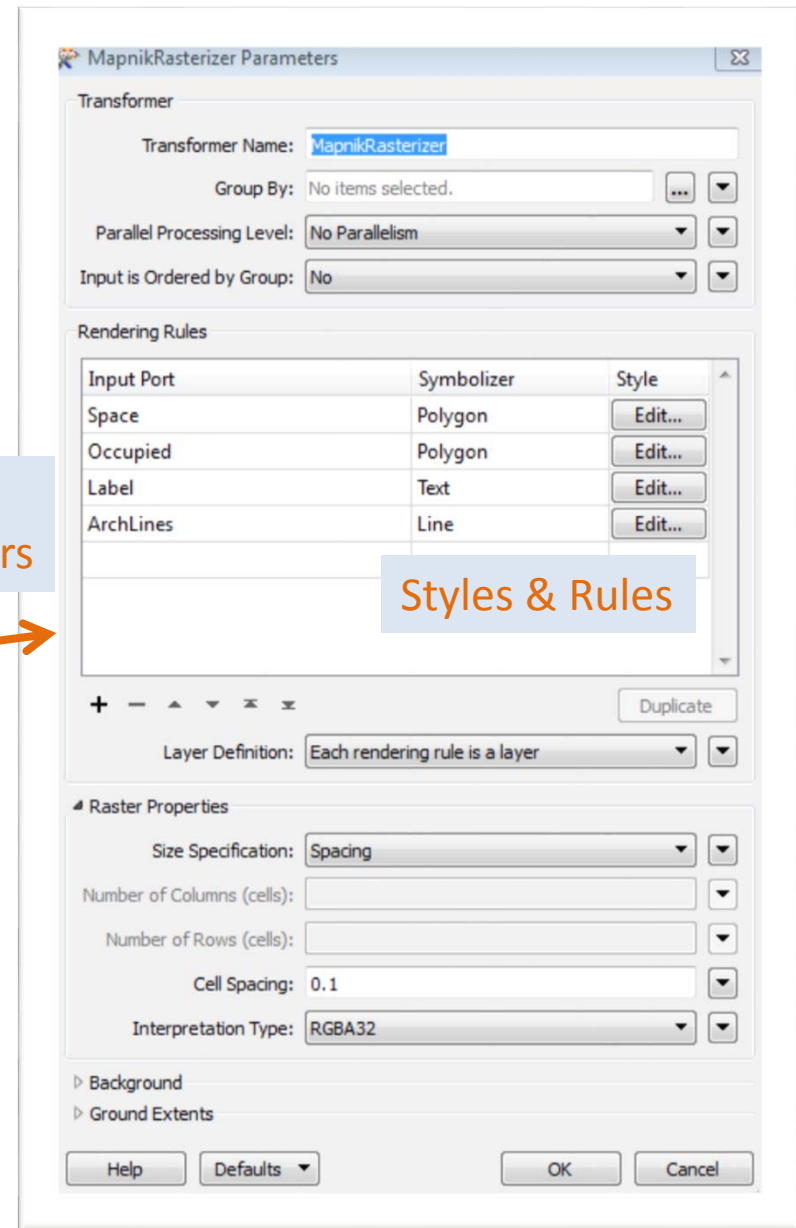 MapnikRasterizer Parameters
Transformer
Transformer Name: MapnikRasterizer
Group By: No items selected. ...
Parallel Processing Level: No Parallelism
Input is Ordered by Group: No
Rendering Rules
Input Port Symbolizer Style
Space Polygon Edit...
Occupied Polygon Edit...
Label Text Edit...
ArchLines Line Edit...
rs
Styles & Rules
Duplicate
Layer Definition: Each rendering rule is a layer
Raster Properties
Size Specification: Spacing
Number of Columns (cells):
Number of Rows (cells):
Cell Spacing: 0.1
Interpretation Type: RGBA32
Background
Ground Extents
Help Defaults OK Cancel